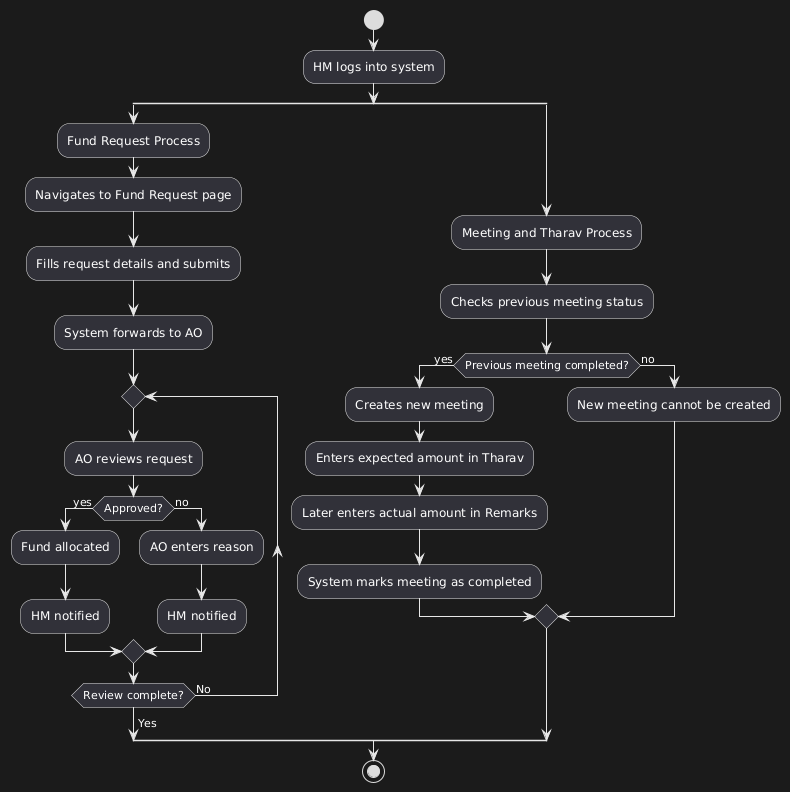 HM logs into system
Fund Request Process
Navigates to Fund Request page
Fills request details and submits
System forwards to AO
AO reviews request
yes
Approved?
no
Fund allocated
AO enters reason
HM notified
HM notified
Review complete?
No
Yes
Meeting and Tharav Process
Checks previous meeting status
yes
Previous meeting completed?
no
Creates new meeting
New meeting cannot be created
Enters expected amount in Tharav
Later enters actual amount in Remarks
System marks meeting as completed